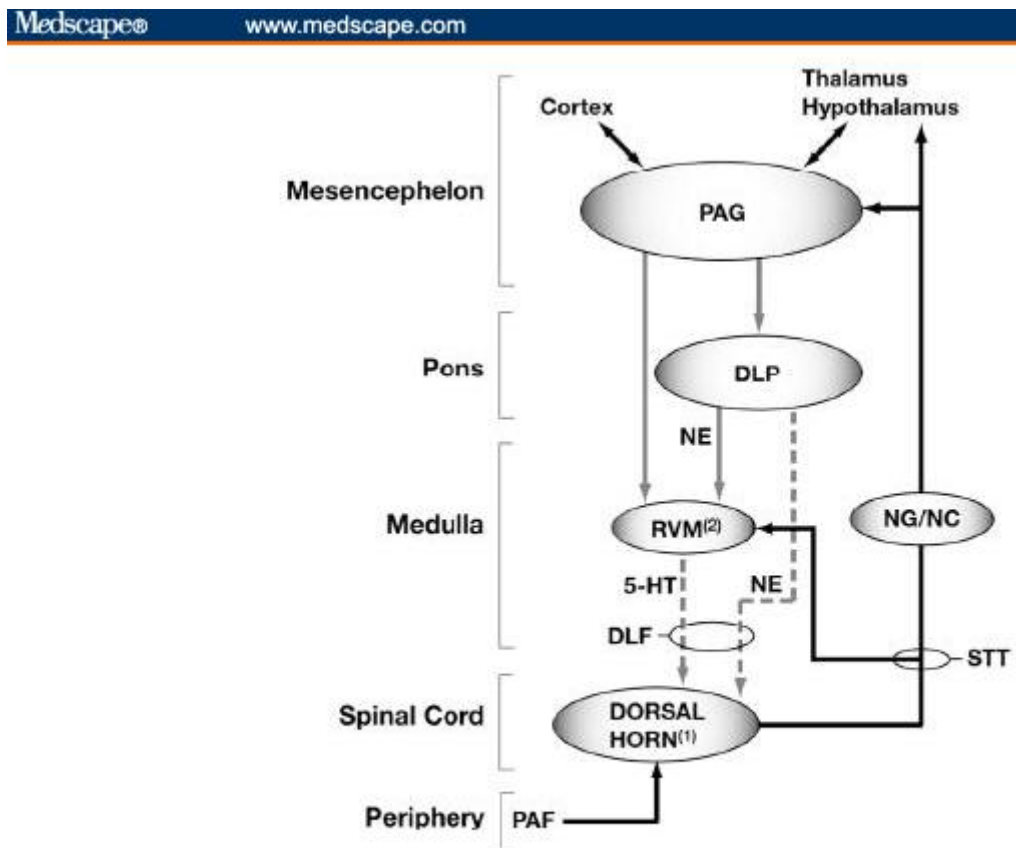 Medscape® www.medscape.com
Thalamus
Cortex Hypothalamus
Mesencephelon
PAG
Pons
DLP
NE
Medulla
RVM(2)
NG/NC
5-HT NE
DLF
STT
Spinal Cord
DORSAL
HORN(1)
Periphery
PAF